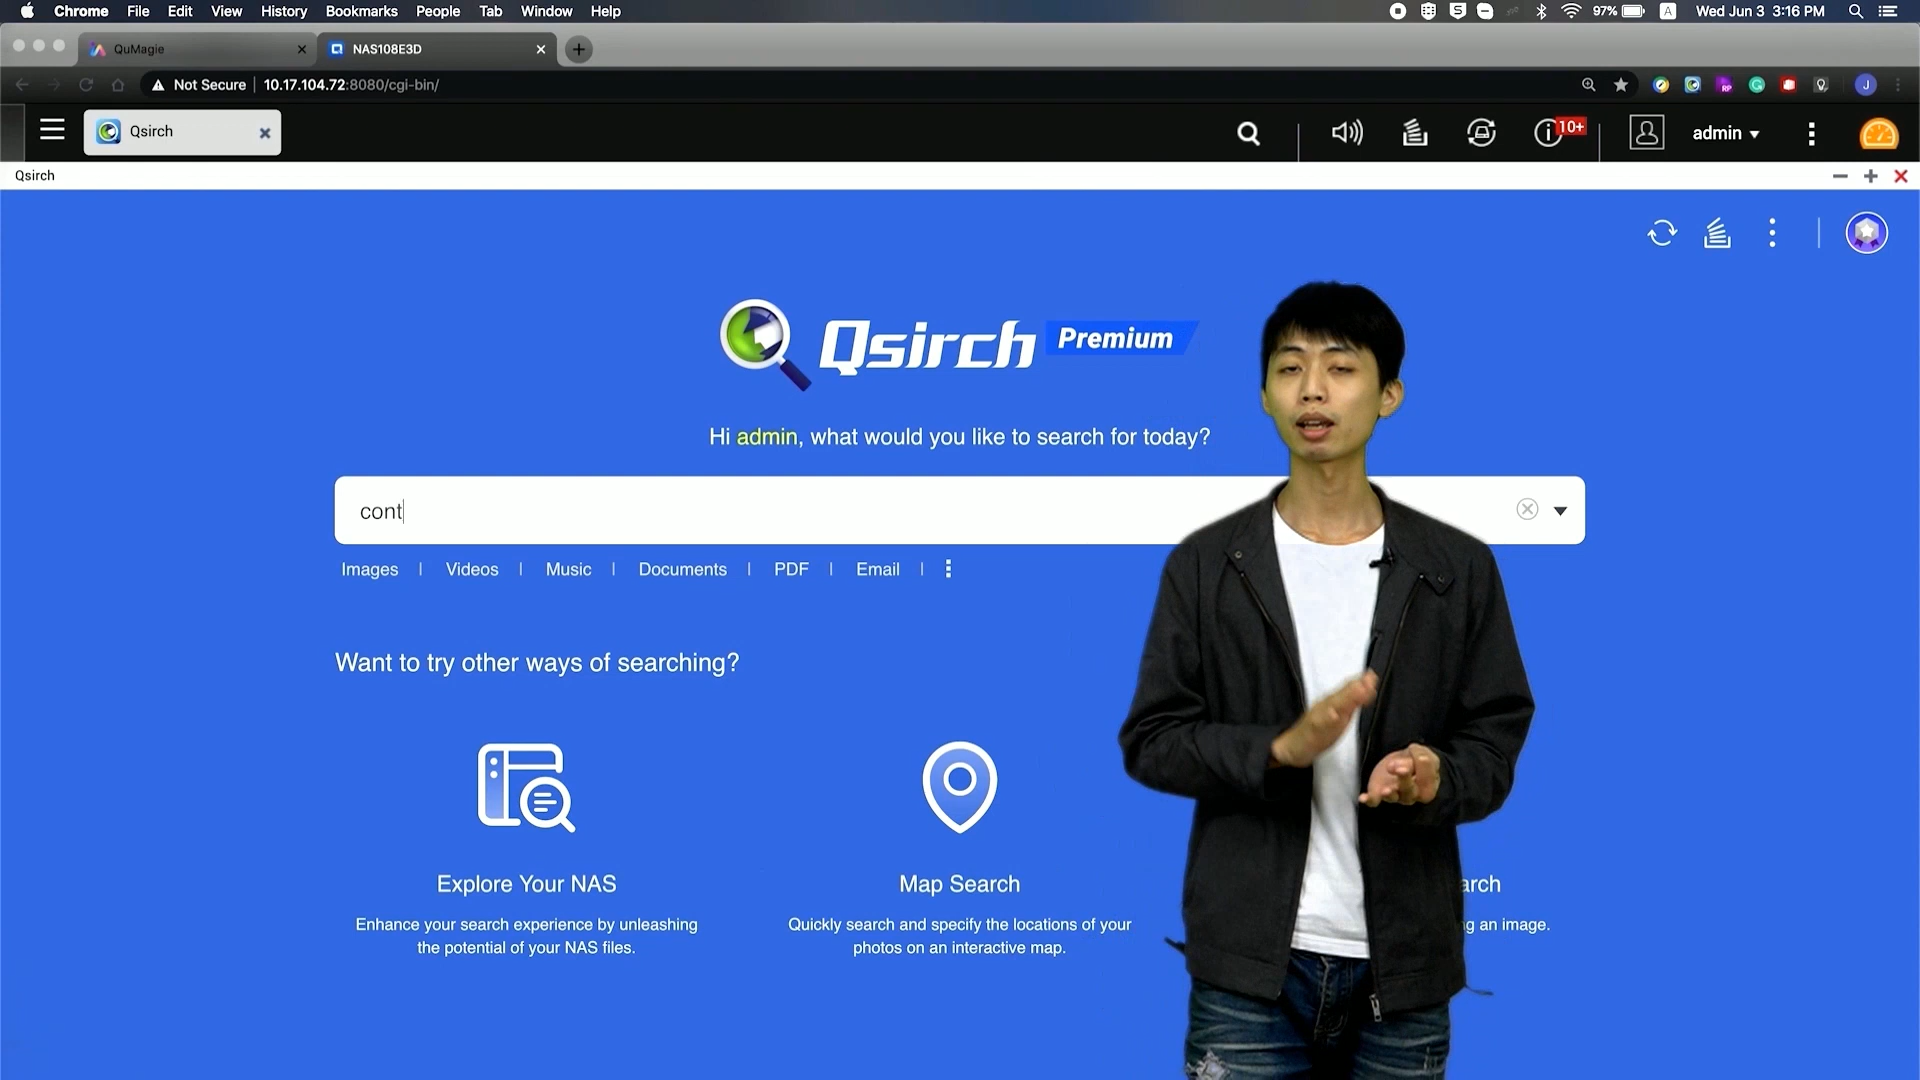 Chrome File Edit View History Bookmarks People Tab Window Help 97% A Wed Jun 3 3:16 PM
QuMagie NAS108E3D
Not Secure 10.17.104.72:8080/cgi-bin/ RP J
Qsirch 10+ admin
Qsirch
Qsirch Premium
Hi admin, what would you like to search for today?
cont
Images | Videos | Music | Documents | PDF | Email |
Want to try other ways of searching?
Explore Your NAS
Enhance your search experience by unleashing
the potential of your NAS files.
Map Search
Quickly search and specify the locations of your
photos on an interactive map.
arch
g an image.